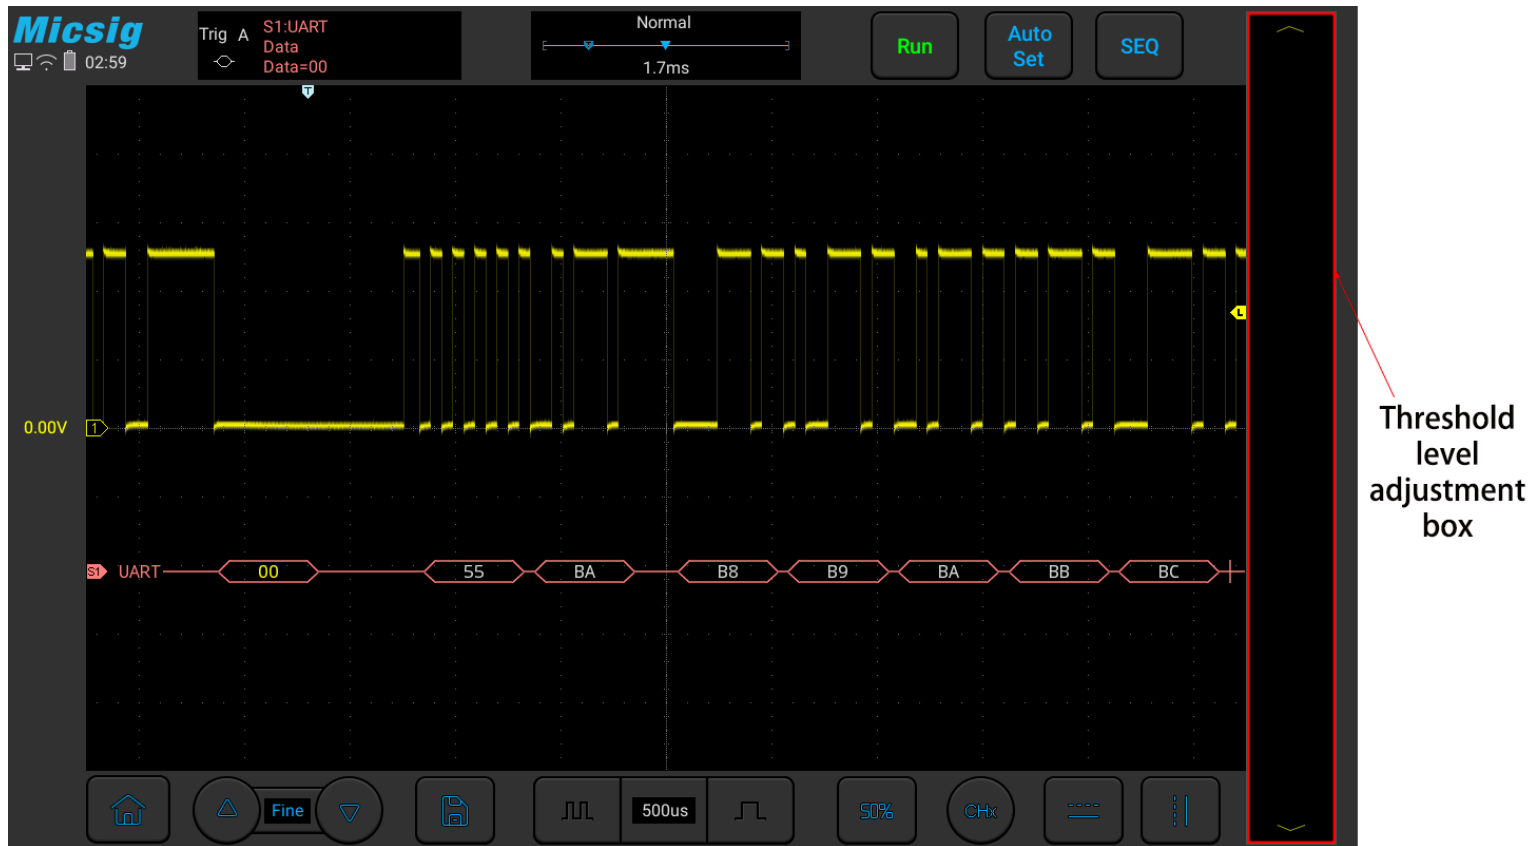 Micsig
02:59
Trig A
S1:UART
Data
Data=00
Normal
1.7ms
Run
Auto
Set
SEQ
T
L
0.00V
1
S1 UART 00 55 BA B8 B9 BA BB BC
Threshold
level
adjustment
box
Fine
500us
50%
CHx